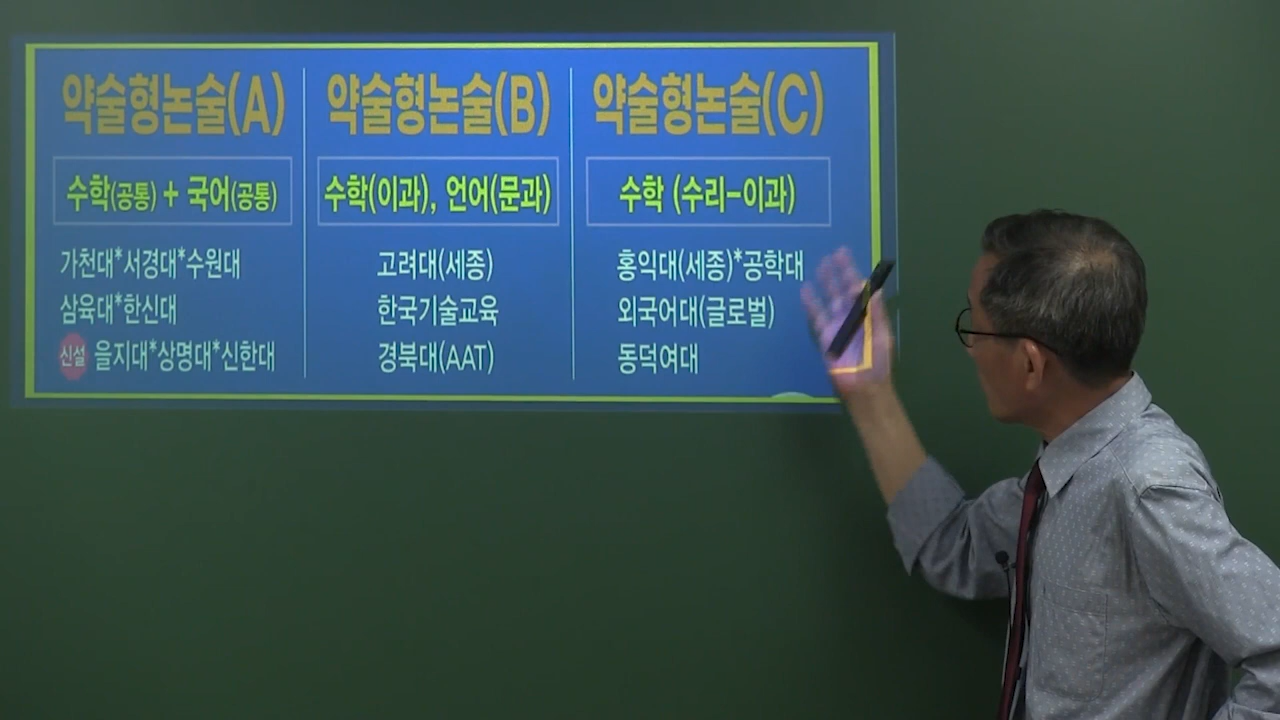 약술형논술(A)
수학(공통) + 국어(공통)
가천대*서경대*수원대
삼육대*한신대
신설 을지대*상명대*신한대
약술형논술(B)
수학(이과), 언어(문과)
고려대(세종)
한국기술교육
경북대(AAT)
약술형논술(C)
수학 (수리-이과)
홍익대(세종)*공학대
외국어대(글로벌)
동덕여대